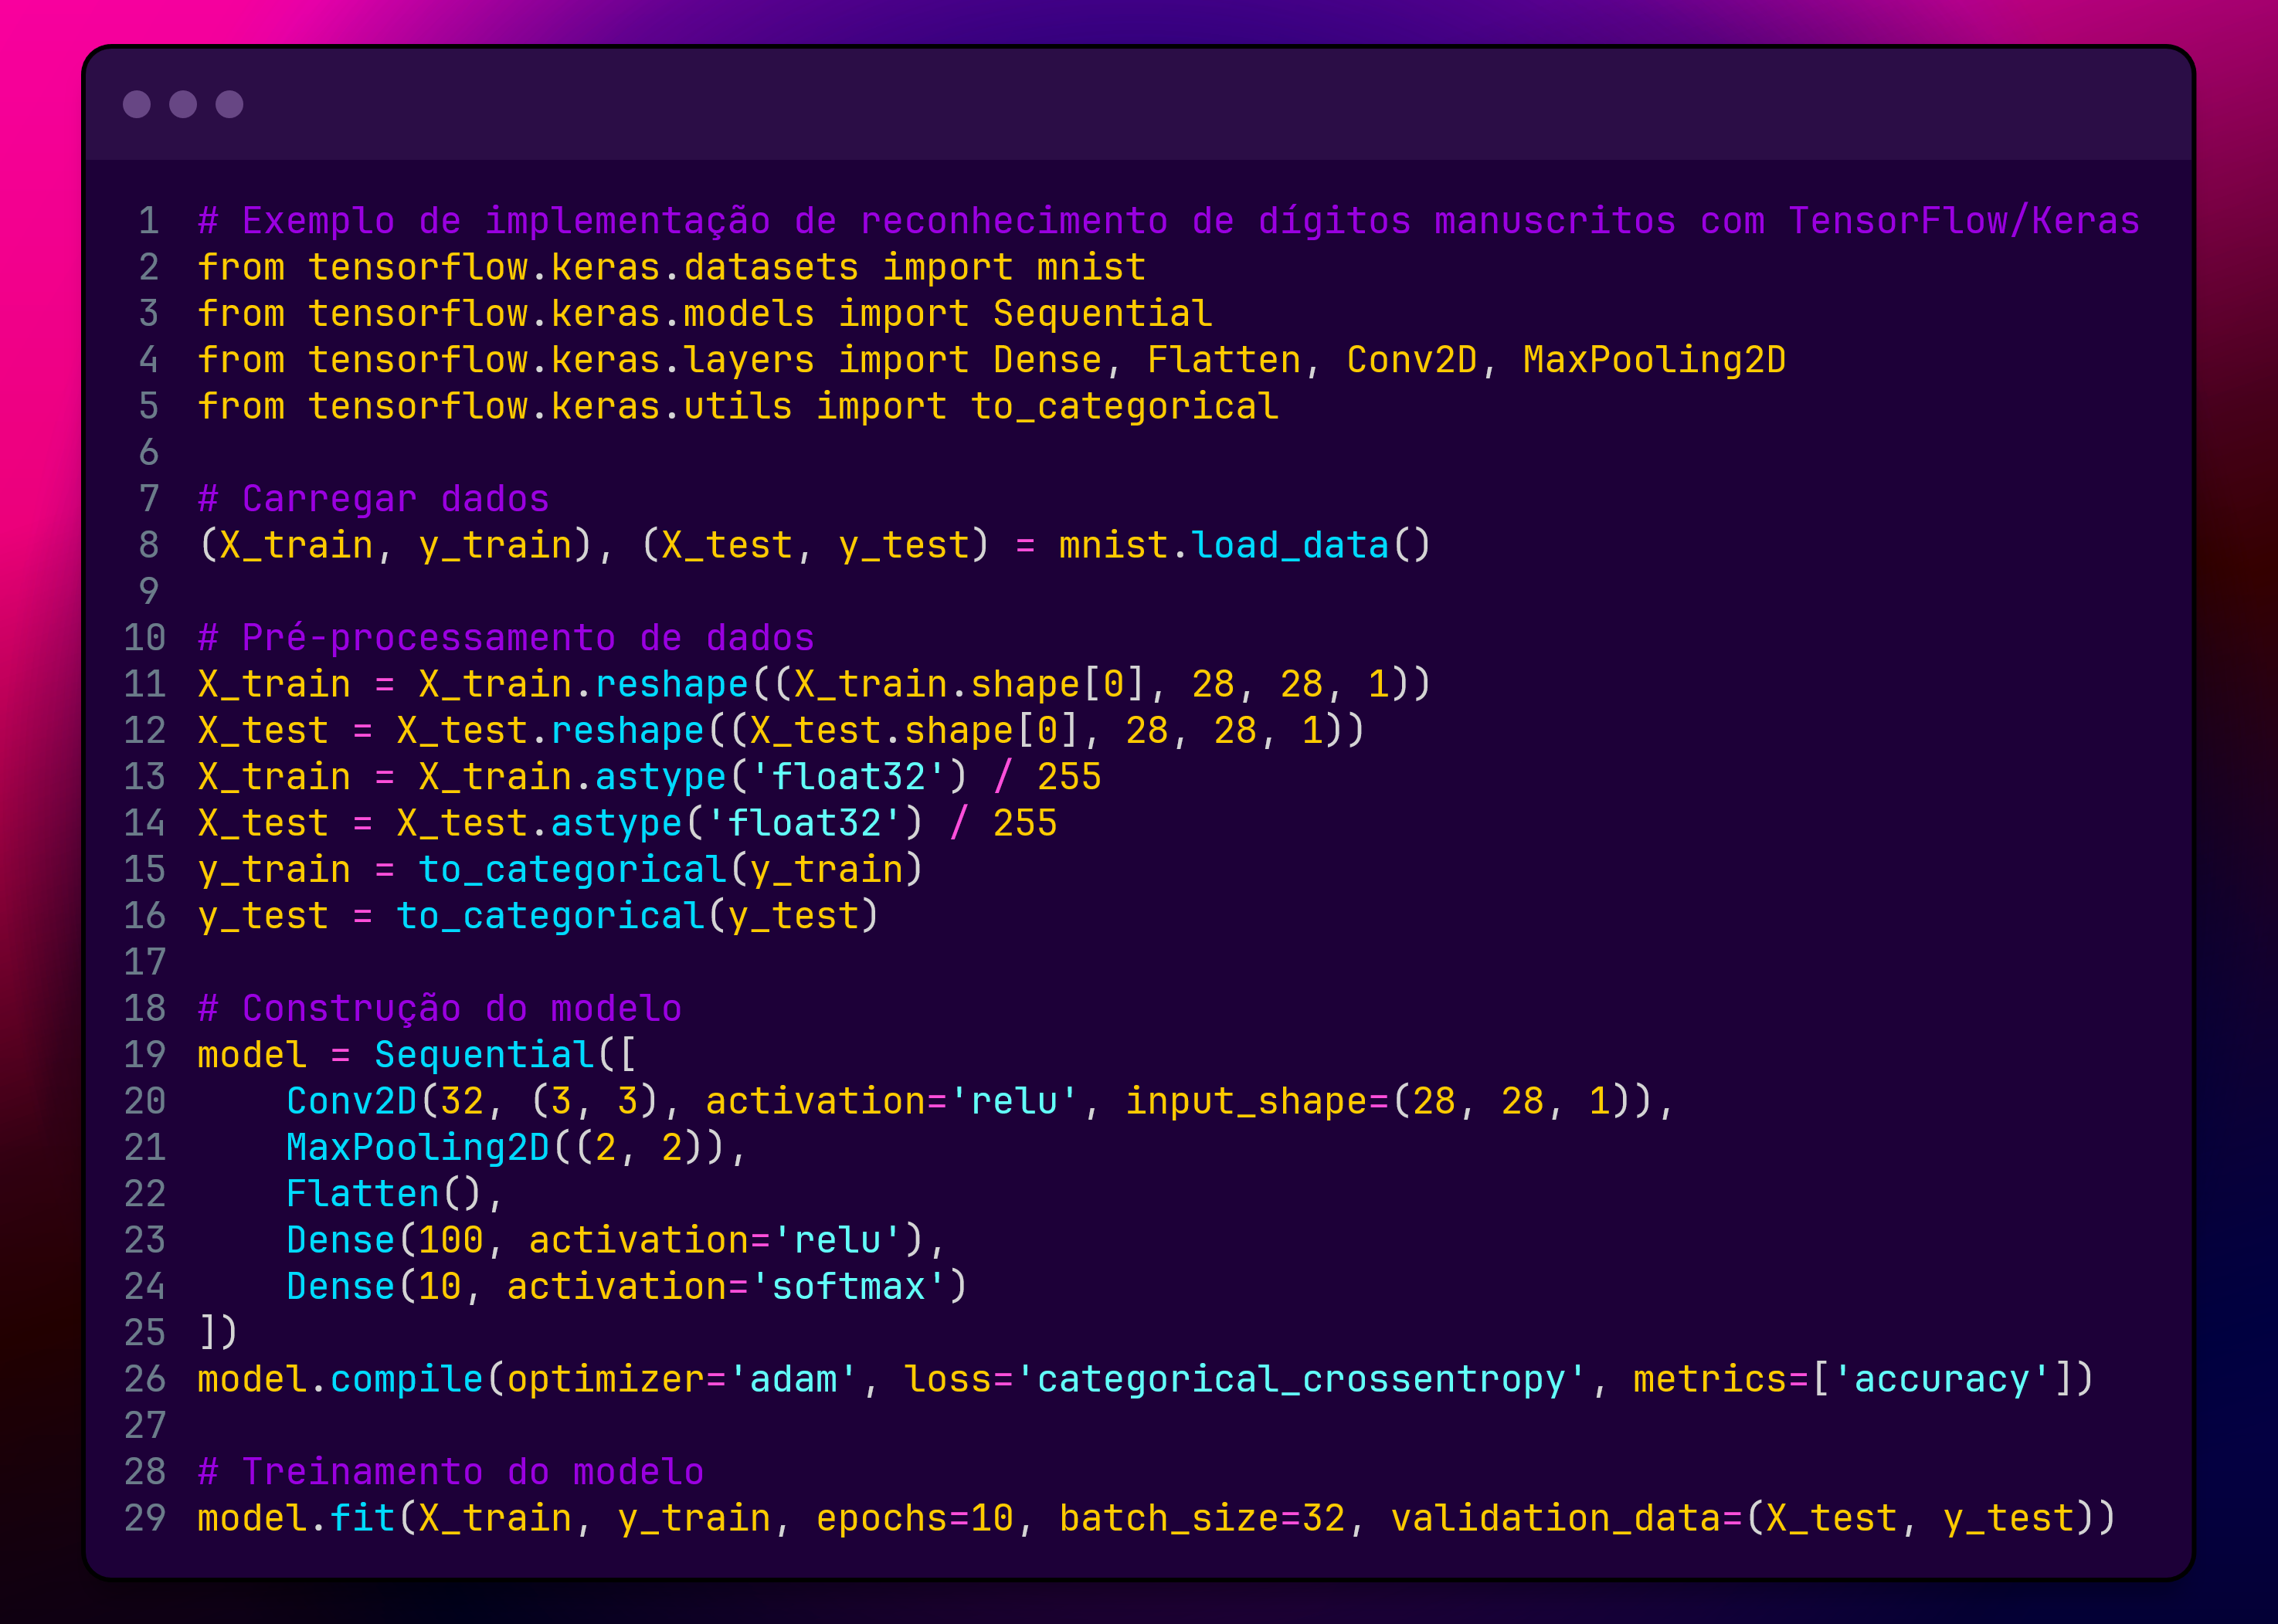 1 # Exemplo de implementação de reconhecimento de dígitos manuscritos com TensorFlow/Keras
2 from tensorflow.keras.datasets import mnist
3 from tensorflow.keras.models import Sequential
4 from tensorflow.keras.layers import Dense, Flatten, Conv2D, MaxPooling2D
5 from tensorflow.keras.utils import to_categorical
6
7 # Carregar dados
8 (X_train, y_train), (X_test, y_test) = mnist.load_data()
9
10 # Pré-processamento de dados
11 X_train = X_train.reshape((X_train.shape[0], 28, 28, 1))
12 X_test = X_test.reshape((X_test.shape[0], 28, 28, 1))
13 X_train = X_train.astype('float32') / 255
14 X_test = X_test.astype('float32') / 255
15 y_train = to_categorical(y_train)
16 y_test = to_categorical(y_test)
17
18 # Construção do modelo
19 model = Sequential([
20     Conv2D(32, (3, 3), activation='relu', input_shape=(28, 28, 1)),
21     MaxPooling2D((2, 2)),
22     Flatten(),
23     Dense(100, activation='relu'),
24     Dense(10, activation='softmax')
25 ])
26 model.compile(optimizer='adam', loss='categorical_crossentropy', metrics=['accuracy'])
27
28 # Treinamento do modelo
29 model.fit(X_train, y_train, epochs=10, batch_size=32, validation_data=(X_test, y_test))